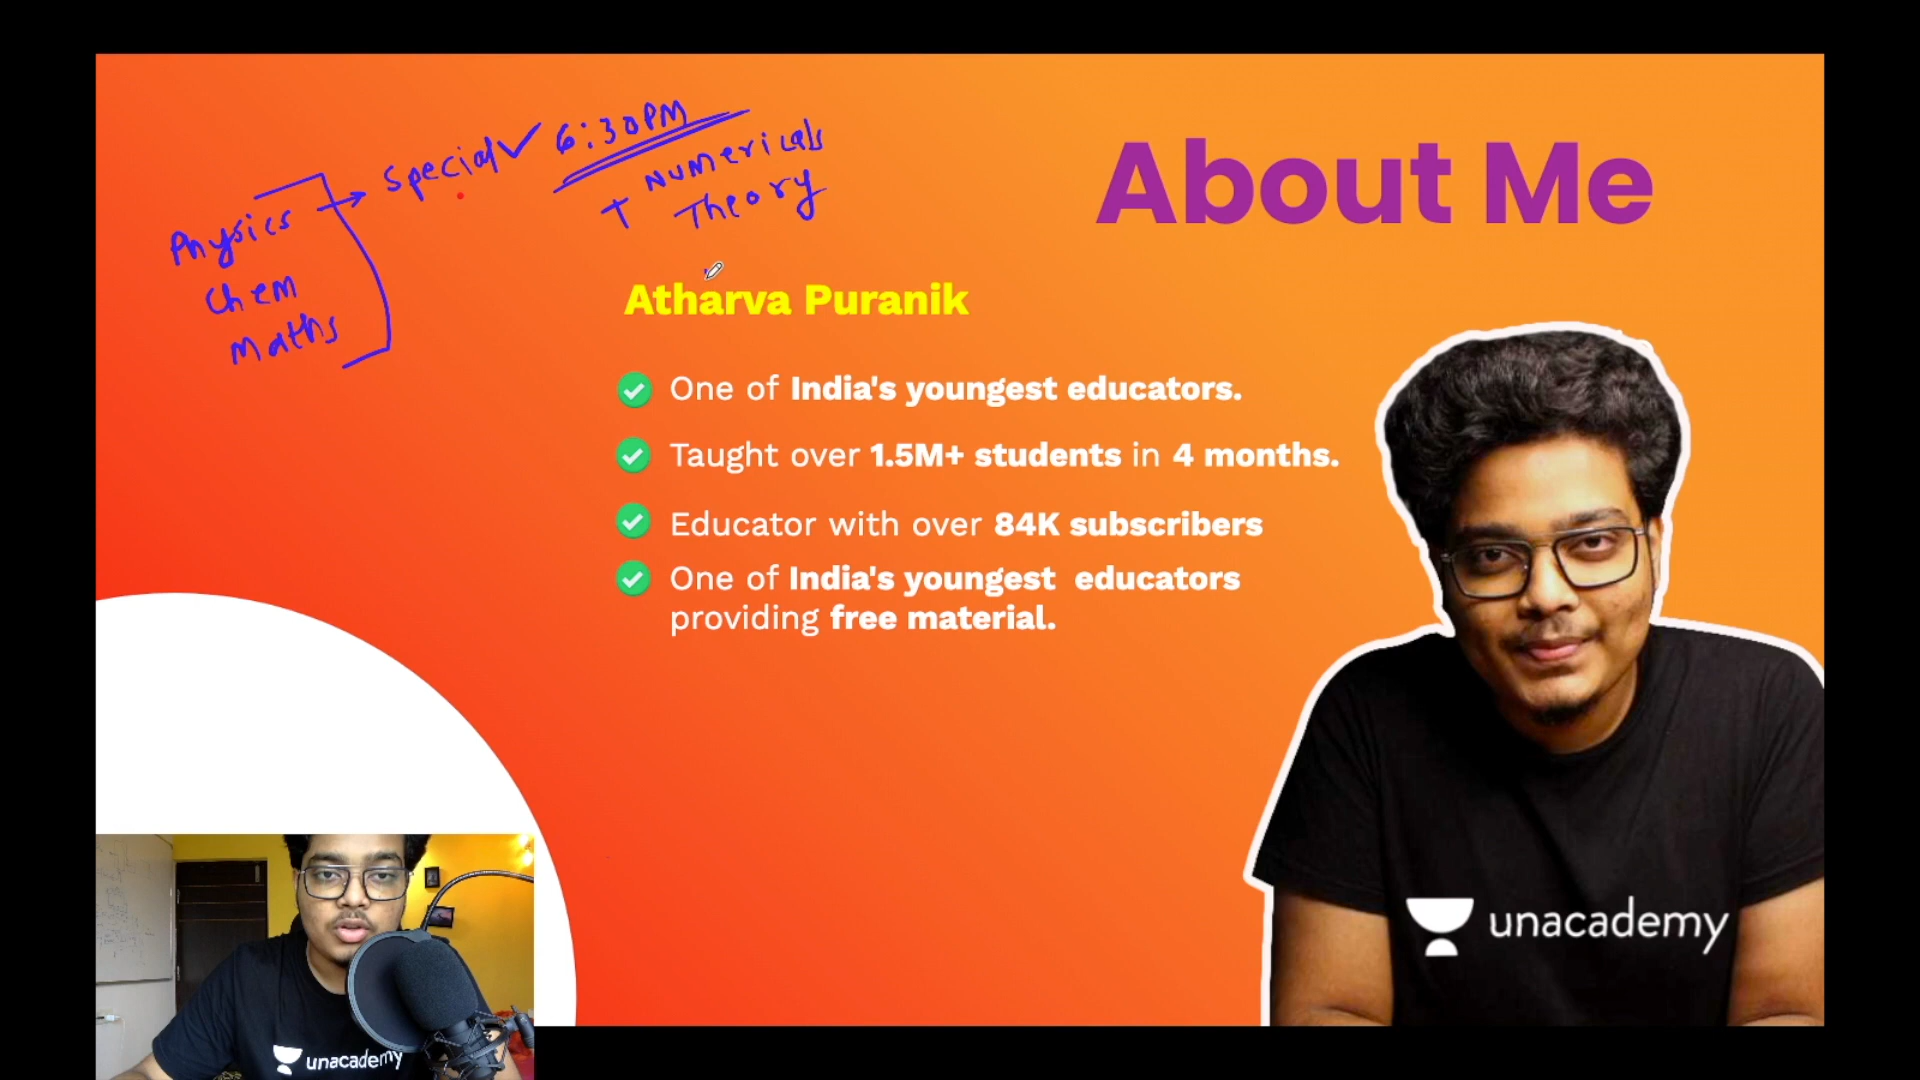 About Me
Special 6:30PM
Numericals
+ Theory
Physics
Chem
Maths
Atharva Puranik
One of India's youngest educators.
Taught over 1.5M+ students in 4 months.
Educator with over 84K subscribers
One of India's youngest educators
providing free material.
unacademy
unacademy